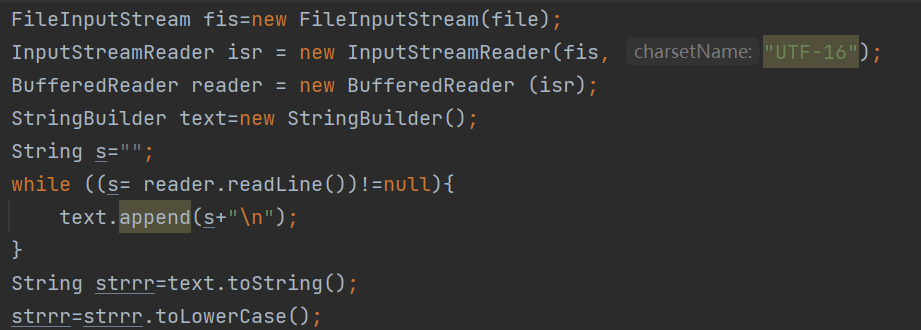 FileInputStream fis=new FileInputStream(file);
InputStreamReader isr = new InputStreamReader(fis, charsetName: "UTF-16");
BufferedReader reader = new BufferedReader (isr);
StringBuilder text=new StringBuilder();
String s="";
while ((s= reader.readLine())!=null){
    text.append(s+"\n");
}
String strrr=text.toString();
strrr=strrr.toLowerCase();